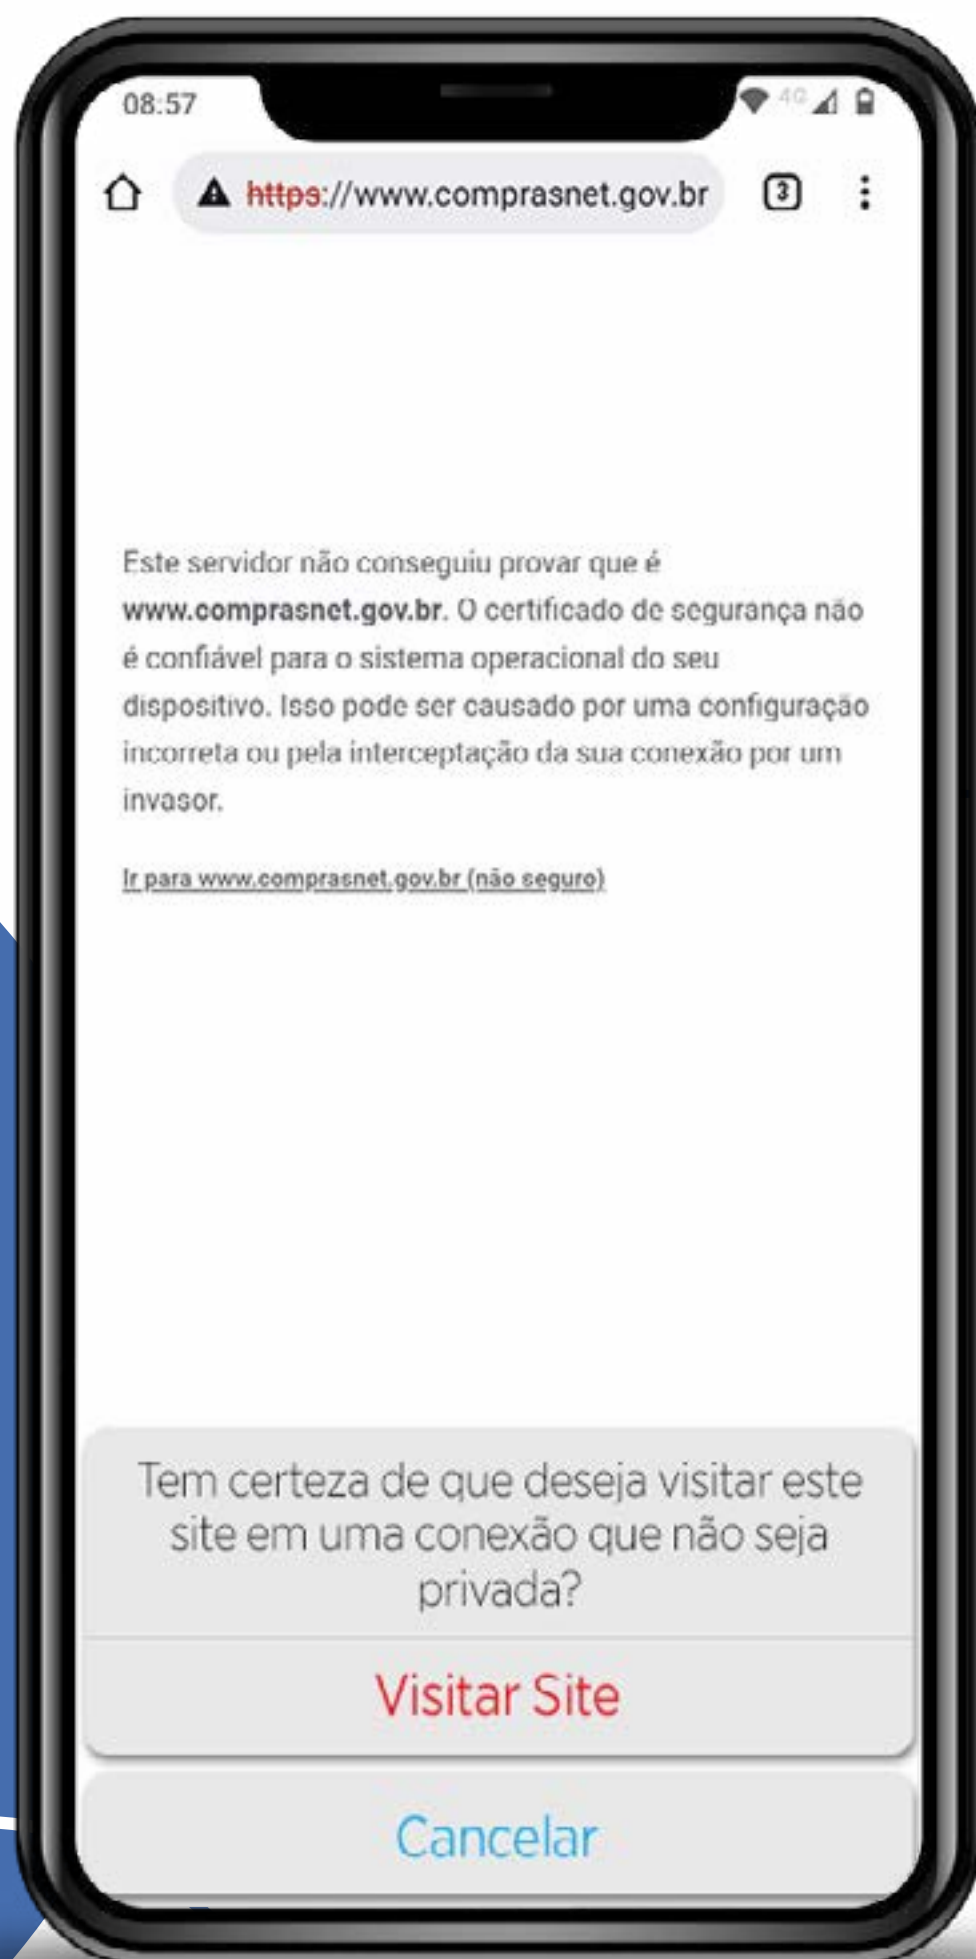 08:57
4G
https://www.comprasnet.gov.br
3
Este servidor não conseguiu provar que é
www.comprasnet.gov.br. O certificado de segurança não
é confiável para o sistema operacional do seu
dispositivo. Isso pode ser causado por uma configuração
incorreta ou pela interceptação da sua conexão por um
invasor.
Ir para www.comprasnet.gov.br (não seguro)
Tem certeza de que deseja visitar este
site em uma conexão que não seja
privada?
Visitar Site
Cancelar